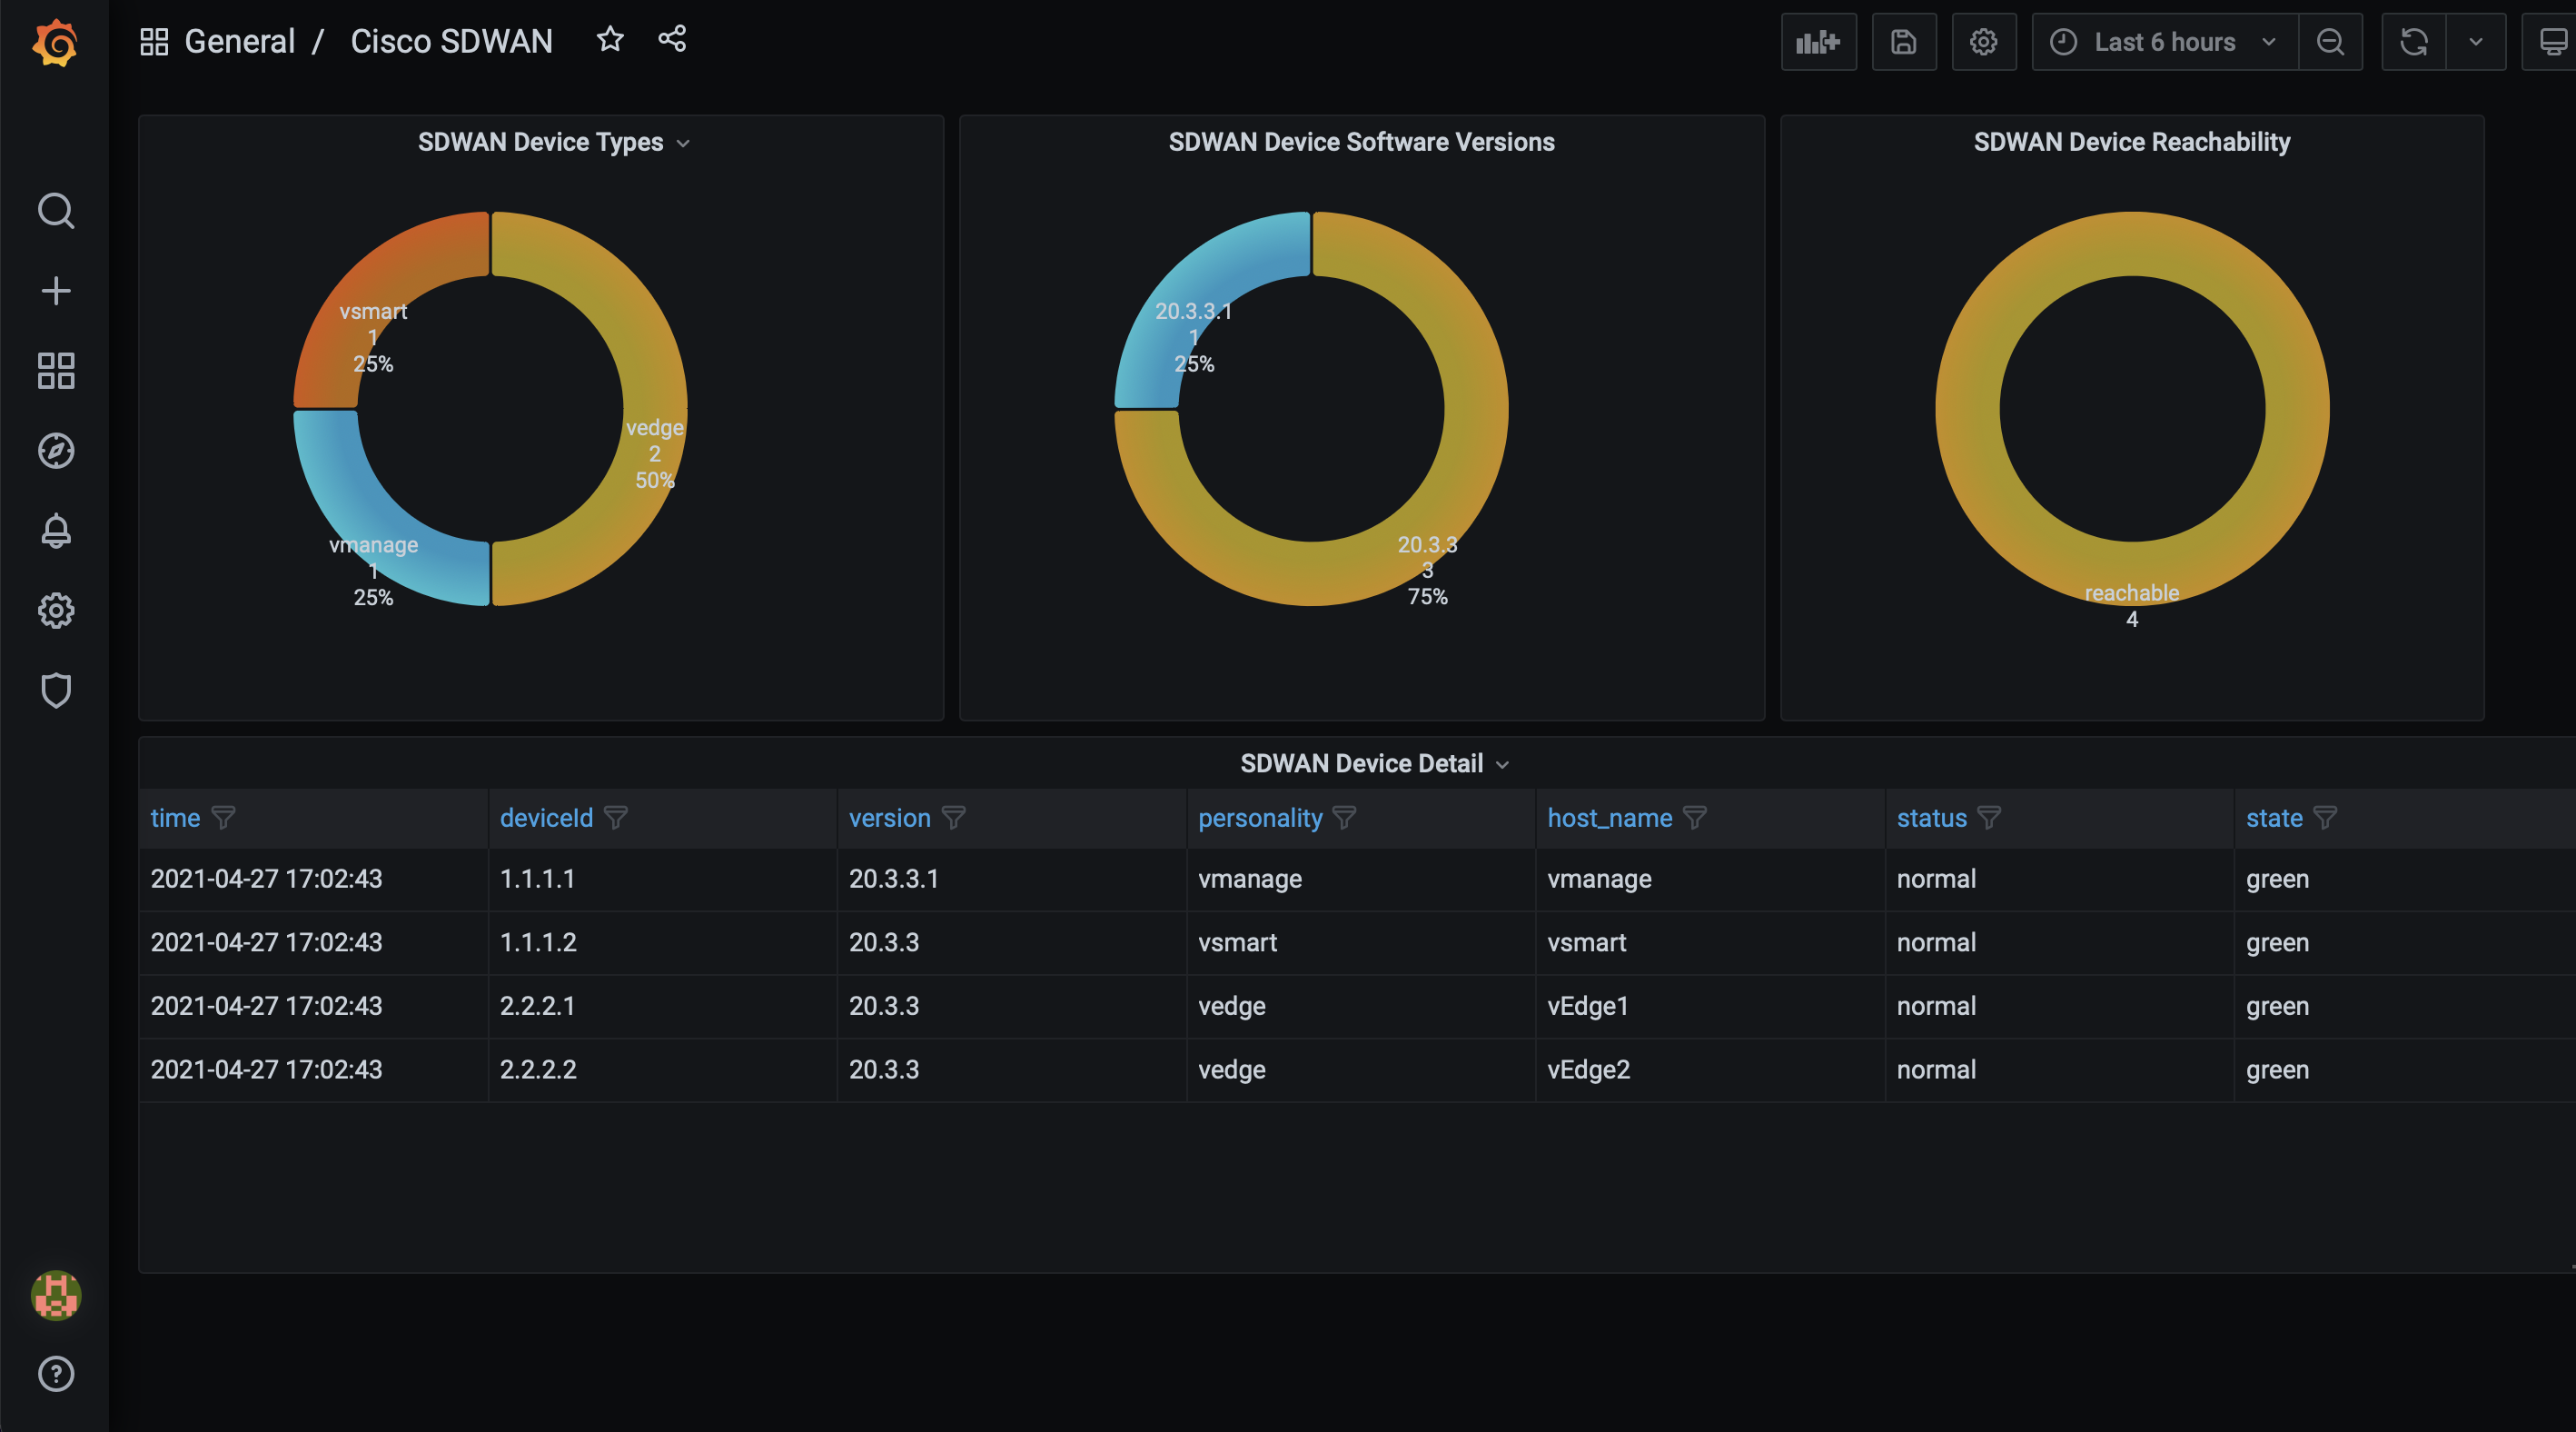 General / Cisco SDWAN
Last 6 hours
SDWAN Device Types
vsmart
1
25%
vedge
2
50%
vmanage
1
25%
SDWAN Device Software Versions
20.3.3.1
1
25%
20.3.3
3
75%
SDWAN Device Reachability
reachable
4
SDWAN Device Detail
time deviceId version personality host_name status state
2021-04-27 17:02:43 1.1.1.1 20.3.3.1 vmanage vmanage normal green
2021-04-27 17:02:43 1.1.1.2 20.3.3 vsmart vsmart normal green
2021-04-27 17:02:43 2.2.2.1 20.3.3 vedge vEdge1 normal green
2021-04-27 17:02:43 2.2.2.2 20.3.3 vedge vEdge2 normal green